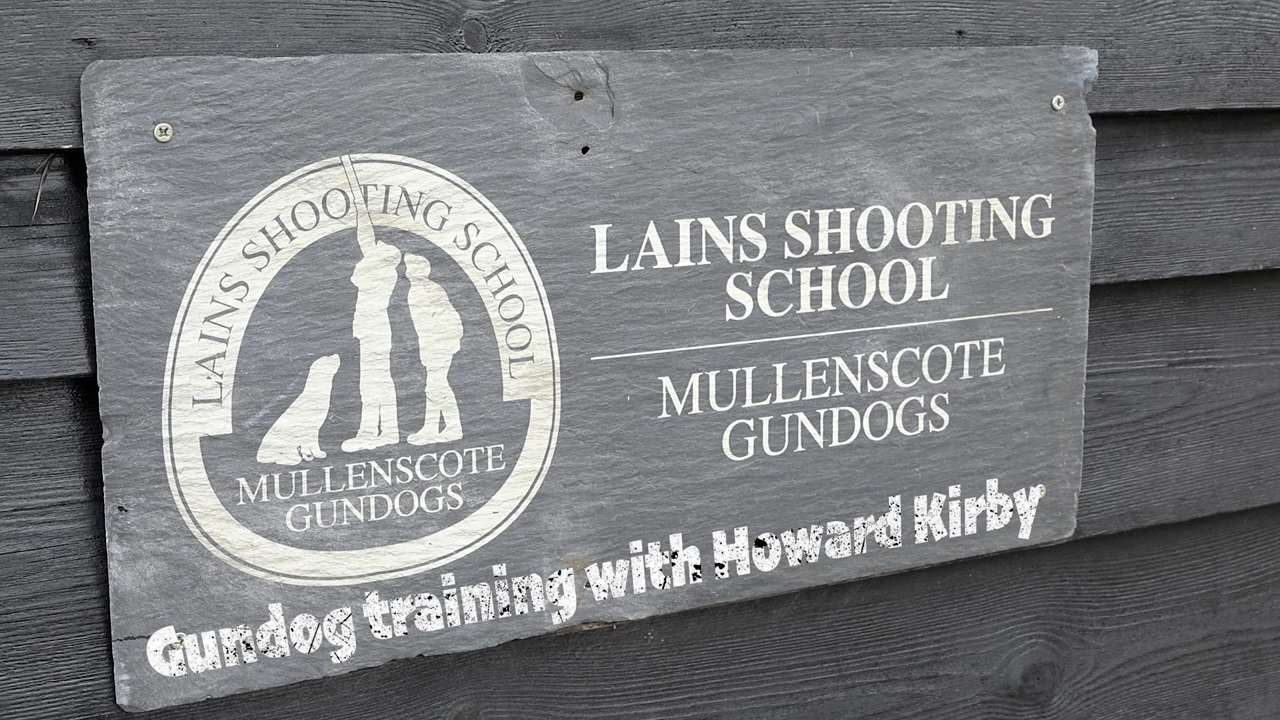 LAINS SHOOTING SCHOOL
MULLENSCOTE
GUNDOGS
LAINS SHOOTING
SCHOOL
MULLENSCOTE
GUNDOGS
Gundog training with Howard Kirby